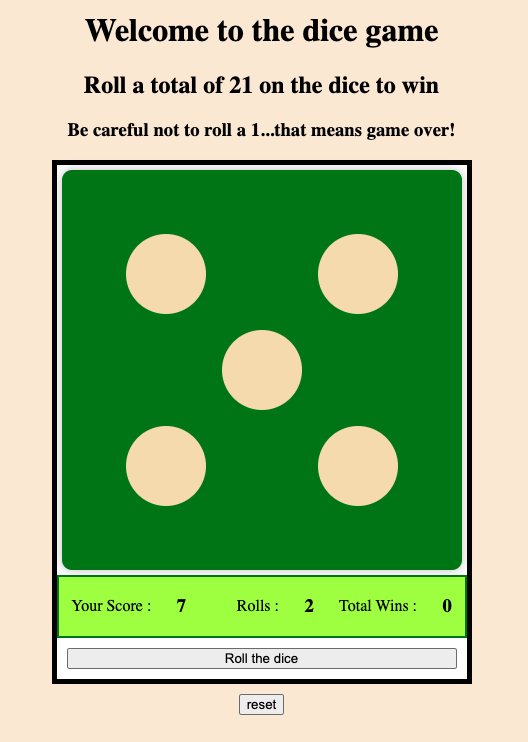 Welcome to the dice game
Roll a total of 21 on the dice to win
Be careful not to roll a 1...that means game over!
Your Score : 7 Rolls : 2 Total Wins : 0
Roll the dice
reset